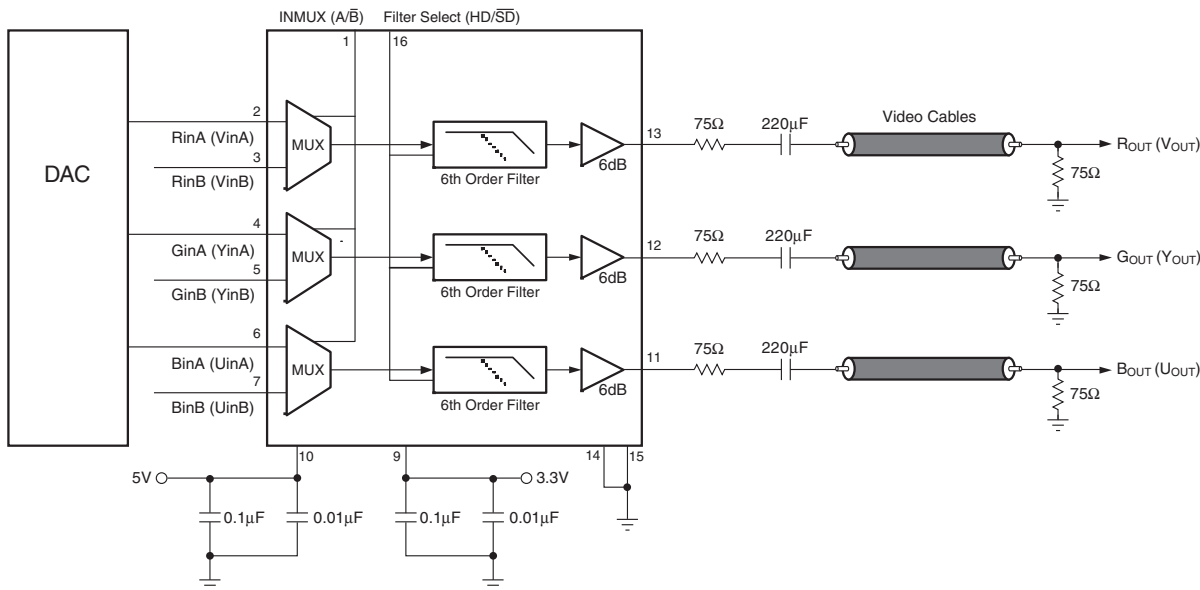 INMUX (A/B̅) Filter Select (HD/S̅D̅)
1 16
DAC
2
RinA (VinA)
3
RinB (VinB)
MUX
6th Order Filter
6dB
13
75Ω
220μF
Video Cables
ROUT (VOUT)
75Ω
4
GinA (YinA)
5
GinB (YinB)
MUX
6th Order Filter
6dB
12
75Ω
220μF
GOUT (YOUT)
75Ω
6
BinA (UinA)
7
BinB (UinB)
MUX
6th Order Filter
6dB
11
75Ω
220μF
BOUT (UOUT)
75Ω
10 9 14 15
5V
3.3V
0.1μF
0.01μF
0.1μF
0.01μF